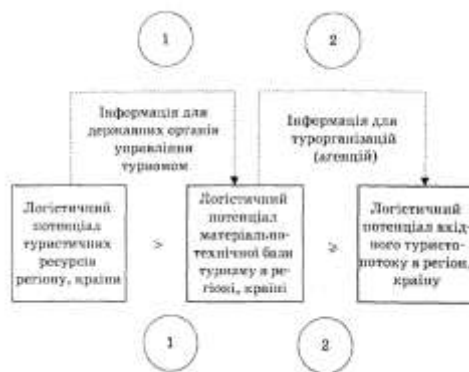 1
2
Інформація для
державних органів
управління
туризмом
Інформація для
турорганізацій
(агенцій)
Логістичний
потенціал
туристичних
ресурсів
регіону, країни
>
Логістичний
потенціал
матеріально-
технічної бази
туризму в ре-
гіоні, країні
Логістичний
потенціал вхід-
ного туристо-
потоку в регіон,
країну
1
2